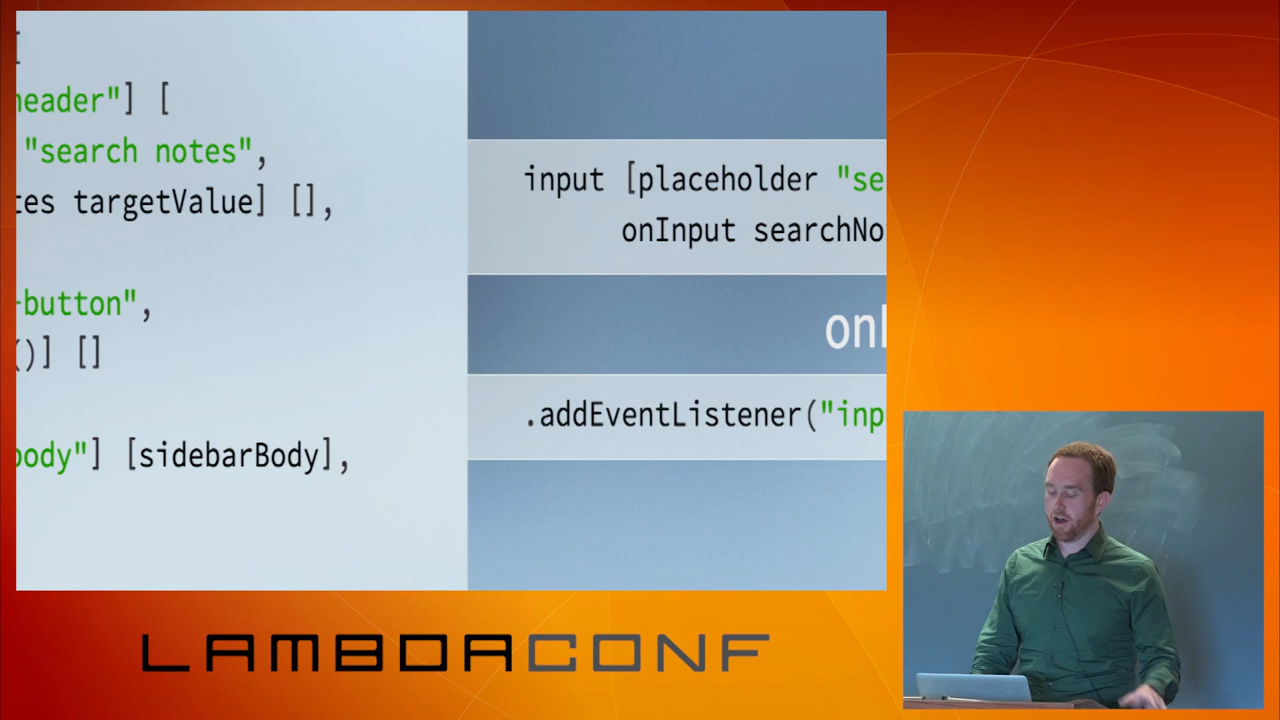 [
header"] [
"search notes",
tes targetValue] [],
-button",
()] []
body"] [sidebarBody],
input [placeholder "se
onInput searchNo
onI
.addEventListener("inp
LAMBDACONF